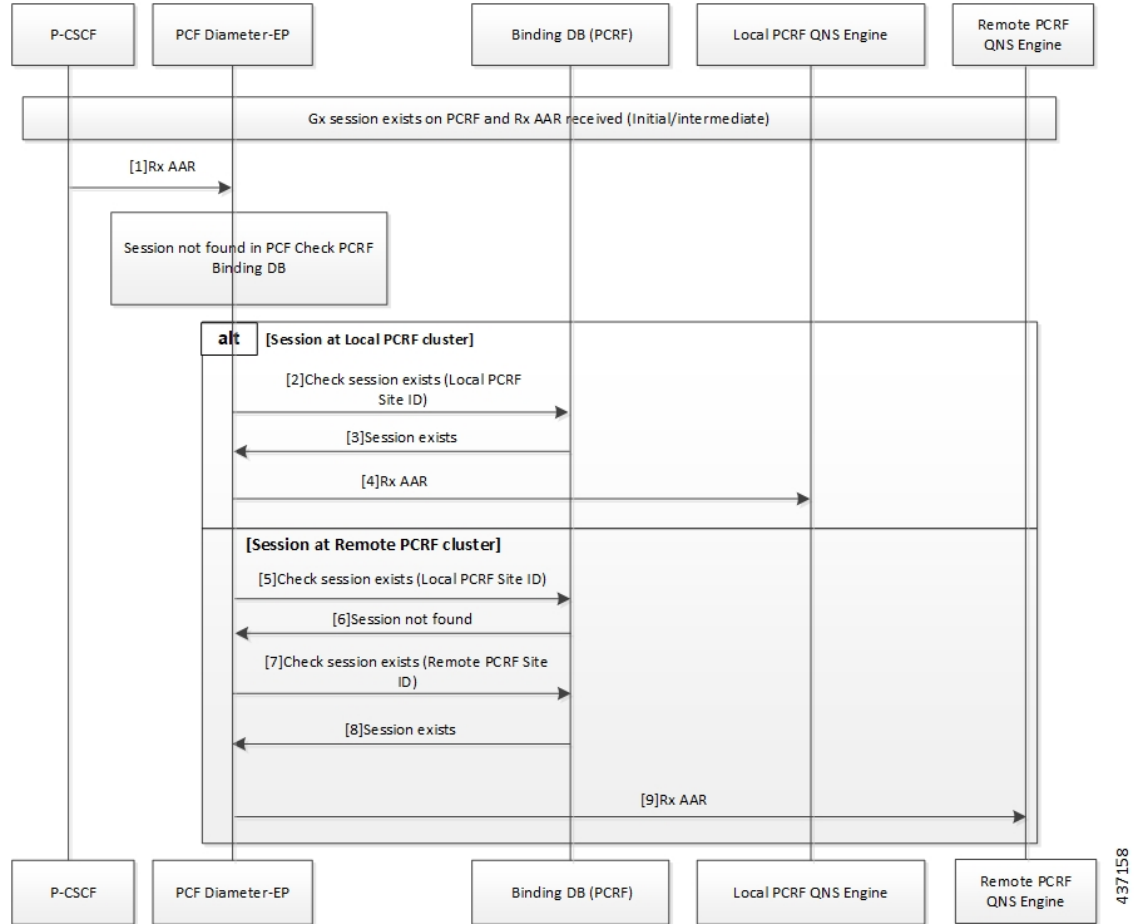 P-CSCF
PCF Diameter-EP
Binding DB (PCRF)
Local PCRF QNS Engine
Remote PCRF
QNS Engine
Gx session exists on PCRF and Rx AAR received (Initial/intermediate)
[1]Rx AAR
Session not found in PCF Check PCRF
Binding DB
alt
[Session at Local PCRF cluster]
[2]Check session exists (Local PCRF
Site ID)
[3]Session exists
[4]Rx AAR
[Session at Remote PCRF cluster]
[5]Check session exists (Local PCRF Site ID)
[6]Session not found
[7]Check session exists (Remote PCRF Site
ID)
[8]Session exists
[9]Rx AAR
P-CSCF
PCF Diameter-EP
Binding DB (PCRF)
Local PCRF QNS Engine
Remote PCRF
QNS Engine
437158